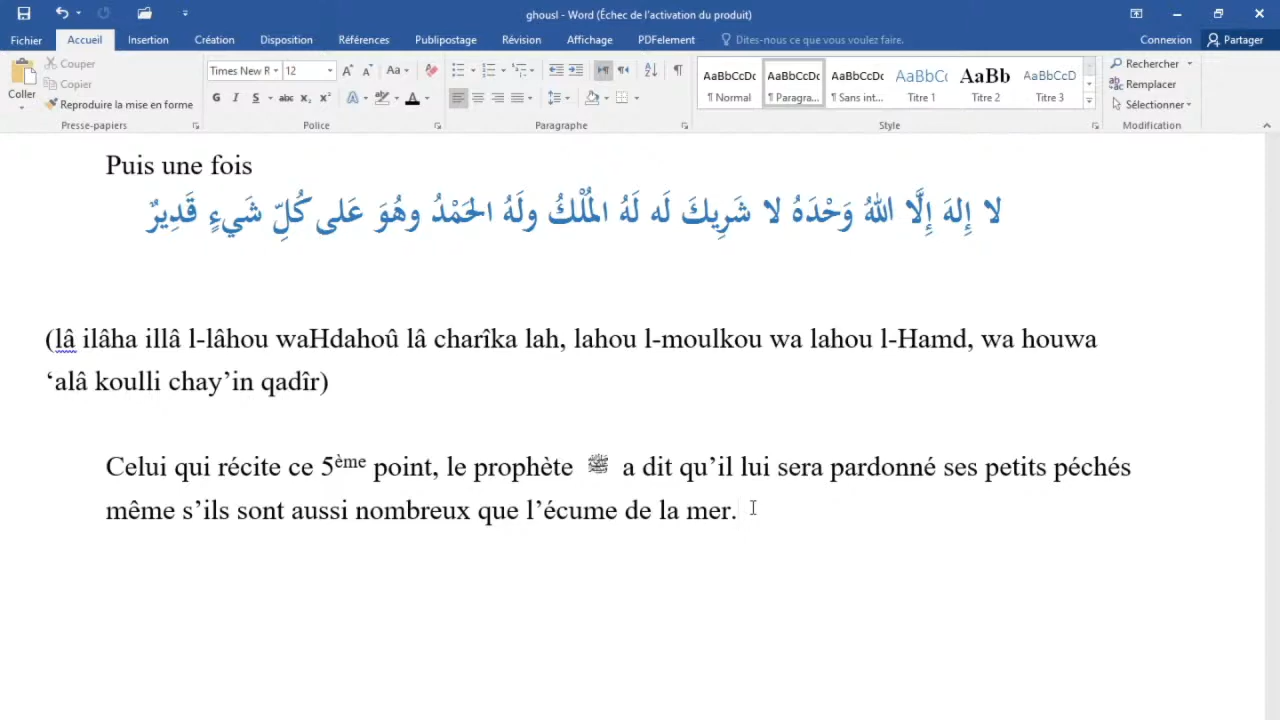 ghousl - Word (Échec de l'activation du produit)
Fichier Accueil Insertion Création Disposition Références Publipostage Révision Affichage PDFelement Dites-nous ce que vous voulez faire. Connexion Partager
Coller
Couper
Copier
Reproduire la mise en forme
Presse-papiers
Times New R 12
G I S abc x₂ x²
Police
Paragraphe
AaBbCcDc AaBbCcDc AaBbCcDc AaBbC( AaBb AaBbCcD
¶ Normal ¶ Paragra... ¶ Sans int... Titre 1 Titre 2 Titre 3
Style
Rechercher
Remplacer
Sélectionner
Modification
Puis une fois
لا إِلهَ إِلَّا اللهُ وَحْدَهُ لا شَرِيكَ لَه لَهُ المُلْكُ ولَهُ الحَمْدُ وهُوَ عَلى كُلِّ شَيءٍ قَدِيرٌ
(lâ ilâha illâ l-lâhou waHdahoû lâ charîka lah, lahou l-moulkou wa lahou l-Hamd, wa houwa
‘alâ koulli chay’in qadîr)
Celui qui récite ce 5ème point, le prophète ﷺ a dit qu’il lui sera pardonné ses petits péchés
même s’ils sont aussi nombreux que l’écume de la mer.